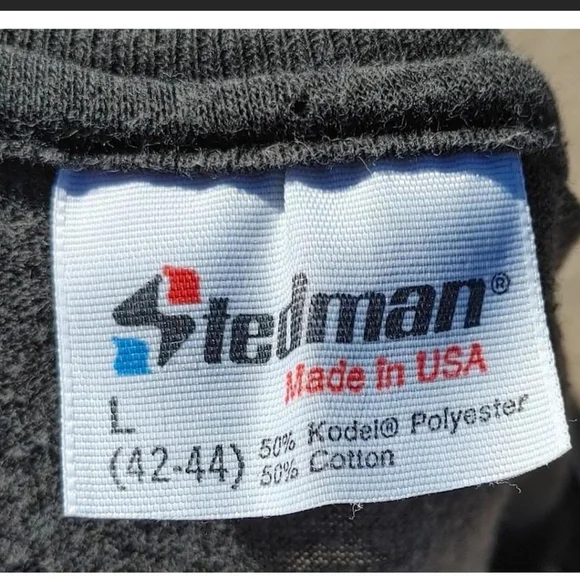 Stedman®
Made in USA
L
(42-44)
50% Kodel® Polyester
50% Cotton